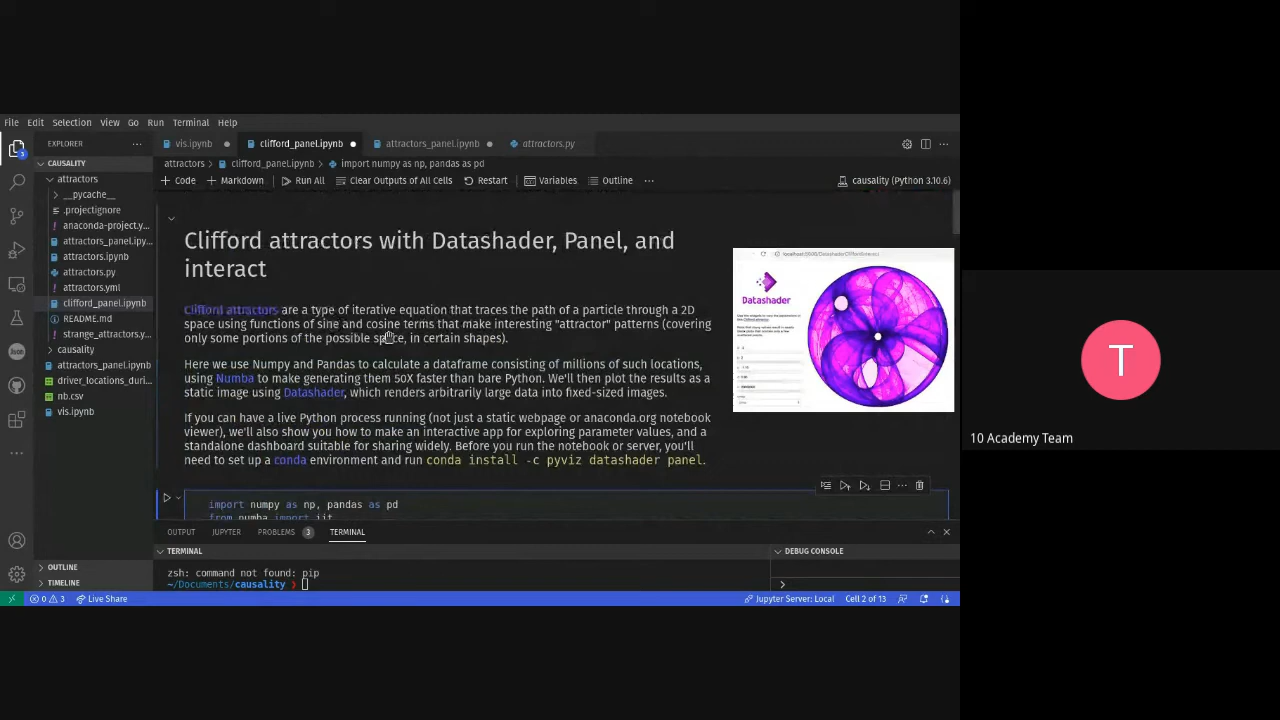 File Edit Selection View Go Run Terminal Help
EXPLORER
vis.ipynb
clifford_panel.ipynb
attractors_panel.ipynb
attractors.py
CAUSALITY
attractors > clifford_panel.ipynb > import numpy as np, pandas as pd
+ Code + Markdown Run All Clear Outputs of All Cells Restart Variables Outline ...
causality (Python 3.10.6)
attractors
__pycache__
.projectignore
anaconda-project.y...
attractors_panel.ipy...
attractors.ipynb
attractors.py
attractors.yml
clifford_panel.ipynb
README.md
strange_attractors.y...
causality
attractors_panel.ipynb
driver_locations_duri...
nb.csv
vis.ipynb
OUTLINE
TIMELINE
Clifford attractors with Datashader, Panel, and
interact
Clifford attractors are a type of iterative equation that traces the path of a particle through a 2D
space using functions of sine and cosine terms that make interesting "attractor" patterns (covering
only some portions of the possible space, in certain shapes).
Here we use Numpy and Pandas to calculate a dataframe consisting of millions of such locations,
using Numba to make generating them 50X faster than bare Python. We'll then plot the results as a
static image using Datashader, which renders arbitrarily large data into fixed-sized images.
If you can have a live Python process running (not just a static webpage or anaconda.org notebook
viewer), we'll also show you how to make an interactive app for exploring parameter values, and a
standalone dashboard suitable for sharing widely. Before you run the notebook or server, you'll
need to set up a conda environment and run conda install -c pyviz datashader panel.
Datashader
import numpy as np, pandas as pd
from numba import jit
OUTPUT JUPYTER PROBLEMS 3 TERMINAL
TERMINAL
DEBUG CONSOLE
zsh: command not found: pip
~/Documents/causality ❯
>
0 3 Live Share
Jupyter Server: Local Cell 2 of 13
T
10 Academy Team